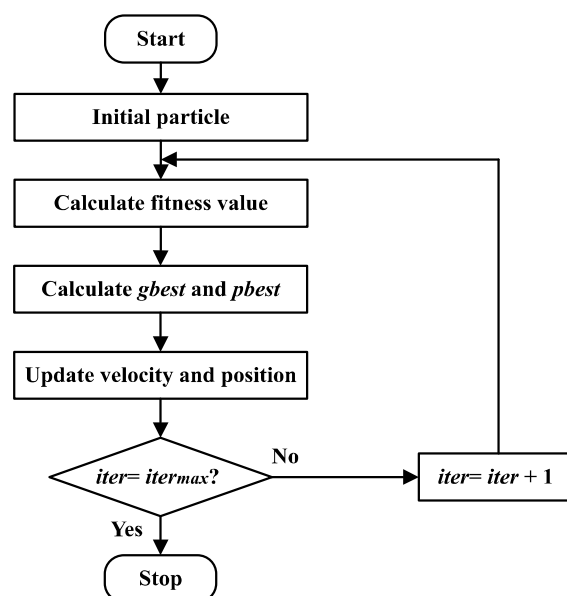 Start
Initial particle
Calculate fitness value
Calculate gbest and pbest
Update velocity and position
iter= itermax?
No
iter= iter + 1
Yes
Stop